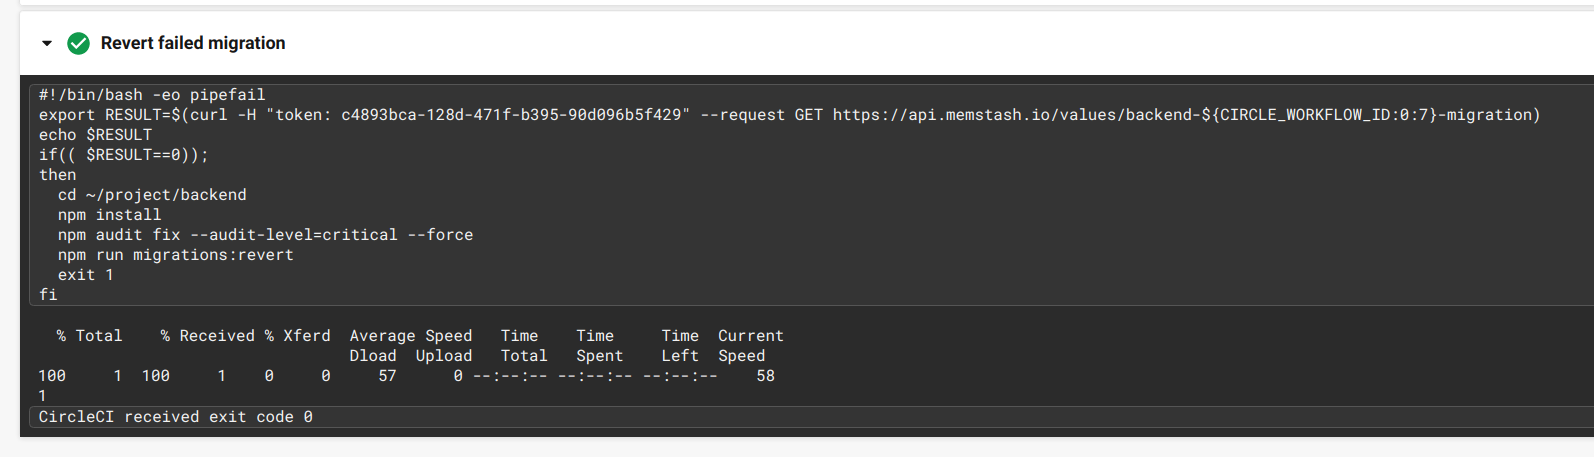 Revert failed migration
#!/bin/bash -eo pipefail
export RESULT=$(curl -H "token: c4893bca-128d-471f-b395-90d096b5f429" --request GET https://api.memstash.io/values/backend-${CIRCLE_WORKFLOW_ID:0:7}-migration)
echo $RESULT
if(( $RESULT==0));
then
  cd ~/project/backend
  npm install
  npm audit fix --audit-level=critical --force
  npm run migrations:revert
  exit 1
fi
  % Total    % Received % Xferd  Average Speed   Time    Time     Time  Current
                                 Dload  Upload   Total   Spent    Left  Speed
100     1  100     1    0     0     57      0 --:--:-- --:--:-- --:--:--    58
1
CircleCI received exit code 0